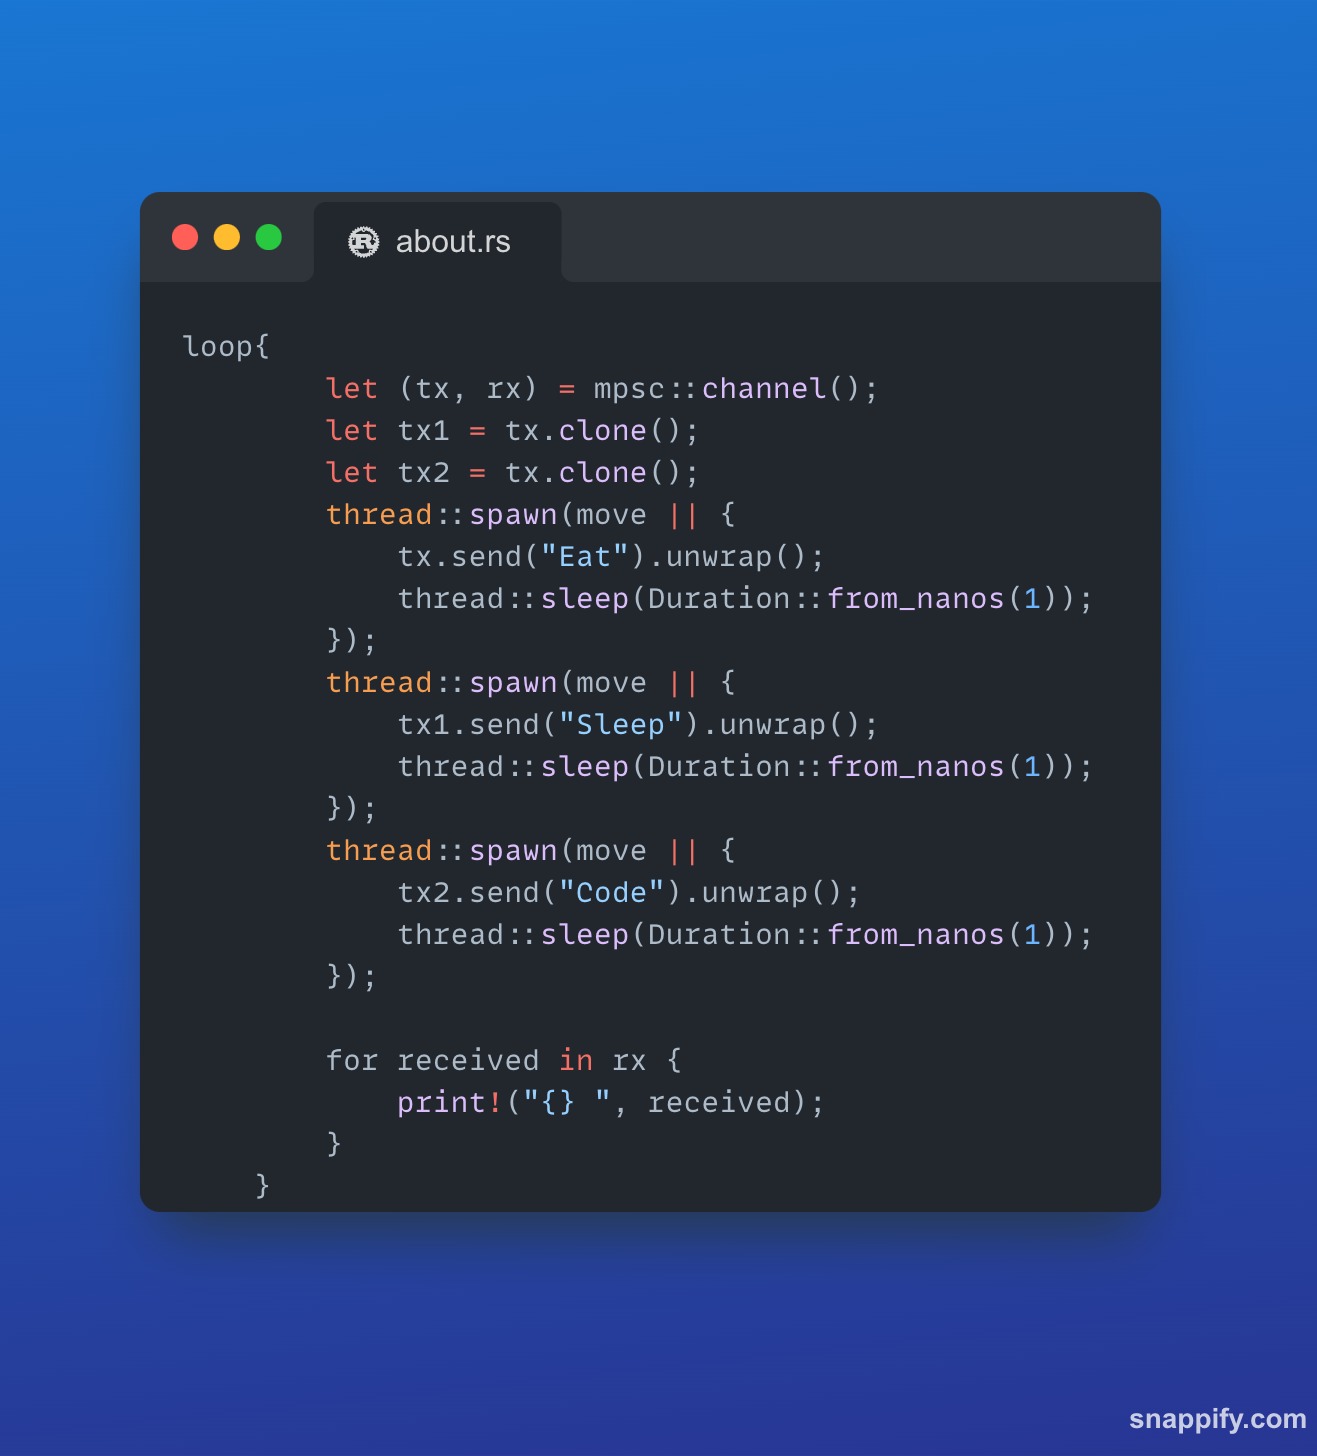 about.rs
loop{
let (tx, rx) = mpsc::channel();
let tx1 = tx.clone();
let tx2 = tx.clone();
thread::spawn(move || {
tx.send("Eat").unwrap();
thread::sleep(Duration::from_nanos(1));
});
thread::spawn(move || {
tx1.send("Sleep").unwrap();
thread::sleep(Duration::from_nanos(1));
});
thread::spawn(move || {
tx2.send("Code").unwrap();
thread::sleep(Duration::from_nanos(1));
});
for received in rx {
print!("{} ", received);
}
}
snappify.com